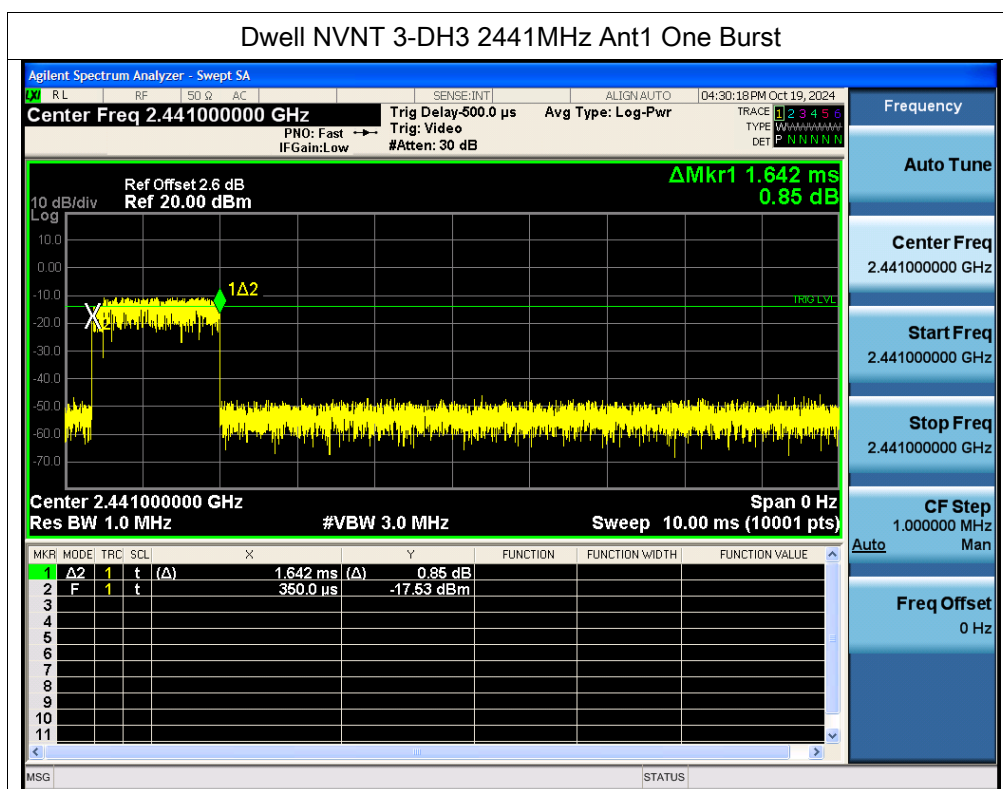 Dwell NVNT 3-DH3 2441MHz Ant1 One Burst
Agilent Spectrum Analyzer - Swept SA
LXI RL RF 50 Ω AC SENSE:INT ALIGN AUTO 04:30:18 PM Oct 19, 2024
Center Freq 2.441000000 GHz Trig Delay-500.0 µs Avg Type: Log-Pwr TRACE 1 2 3 4 5 6
PNO: Fast Trig: Video TYPE WWWWWW
IFGain:Low #Atten: 30 dB DET P N N N N N
Frequency
Auto Tune
Center Freq
2.441000000 GHz
Start Freq
2.441000000 GHz
Stop Freq
2.441000000 GHz
CF Step
1.000000 MHz
Auto Man
Freq Offset
0 Hz
ΔMkr1 1.642 ms
0.85 dB
Ref Offset 2.6 dB
10 dB/div Ref 20.00 dBm
Log
10.0
0.00
-10.0
-20.0
-30.0
-40.0
-50.0
-60.0
-70.0
1Δ2
2
TRIG LVL
Center 2.441000000 GHz Span 0 Hz
Res BW 1.0 MHz #VBW 3.0 MHz Sweep 10.00 ms (10001 pts)
MKR MODE TRC SCL X Y FUNCTION FUNCTION WIDTH FUNCTION VALUE
1 Δ2 1 t (Δ) 1.642 ms (Δ) 0.85 dB
2 F 1 t 350.0 µs -17.53 dBm
3
4
5
6
7
8
9
10
11
MSG STATUS